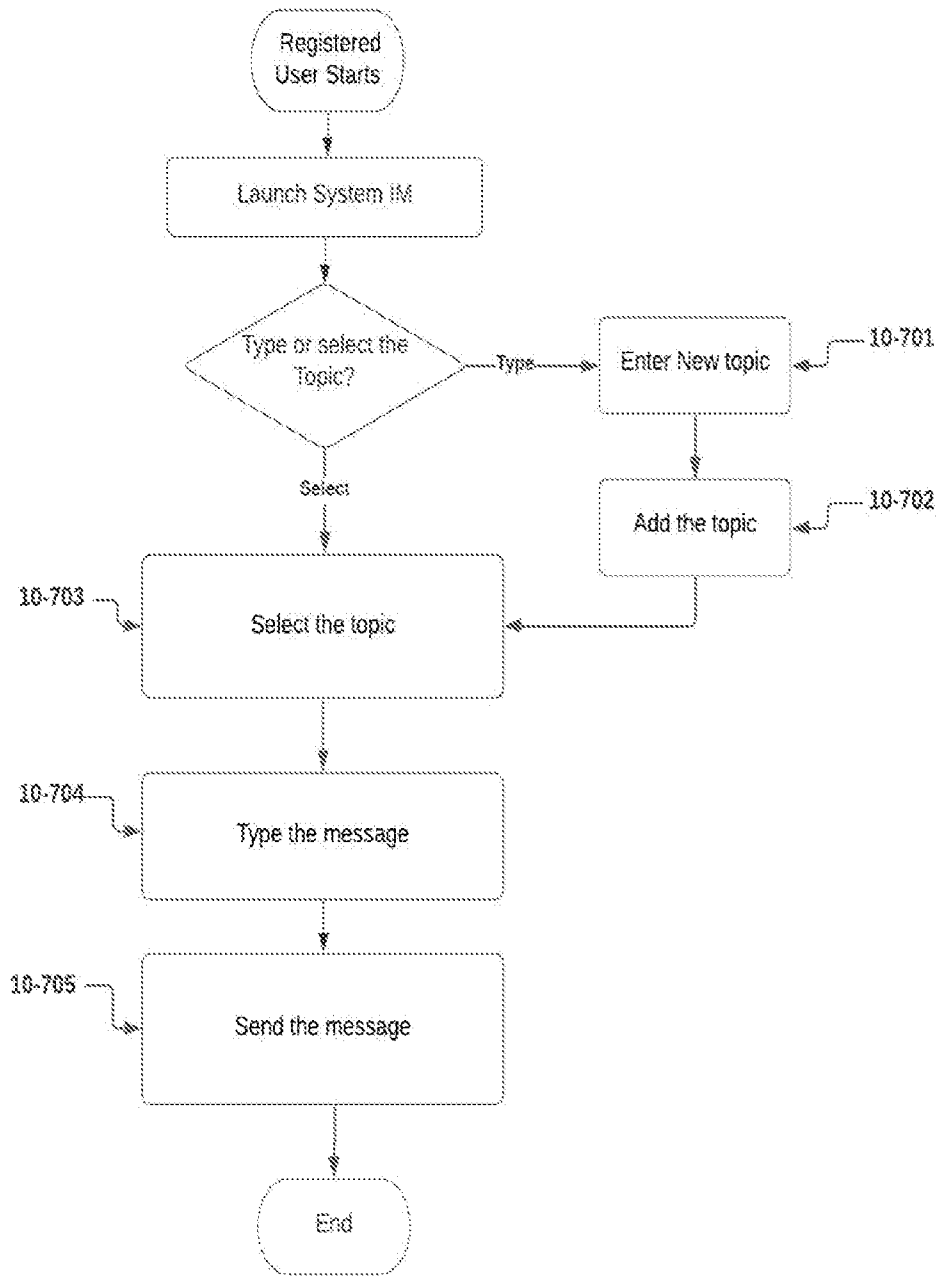 Registered
User Starts
Launch System IM
Type or select the
Topic?
Type
Enter New topic
10-701
Select
Add the topic
10-702
10-703
Select the topic
10-704
Type the message
10-705
Send the message
End